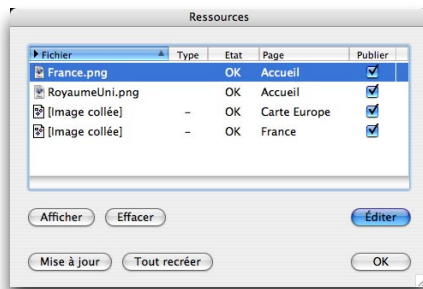 Ressources
Fichier Type Etat Page Publier
France.png OK Accueil
RoyaumeUni.png OK Accueil
[Image collée] – OK Carte Europe
[Image collée] – OK France
Afficher Effacer Éditer
Mise à jour Tout recréer OK